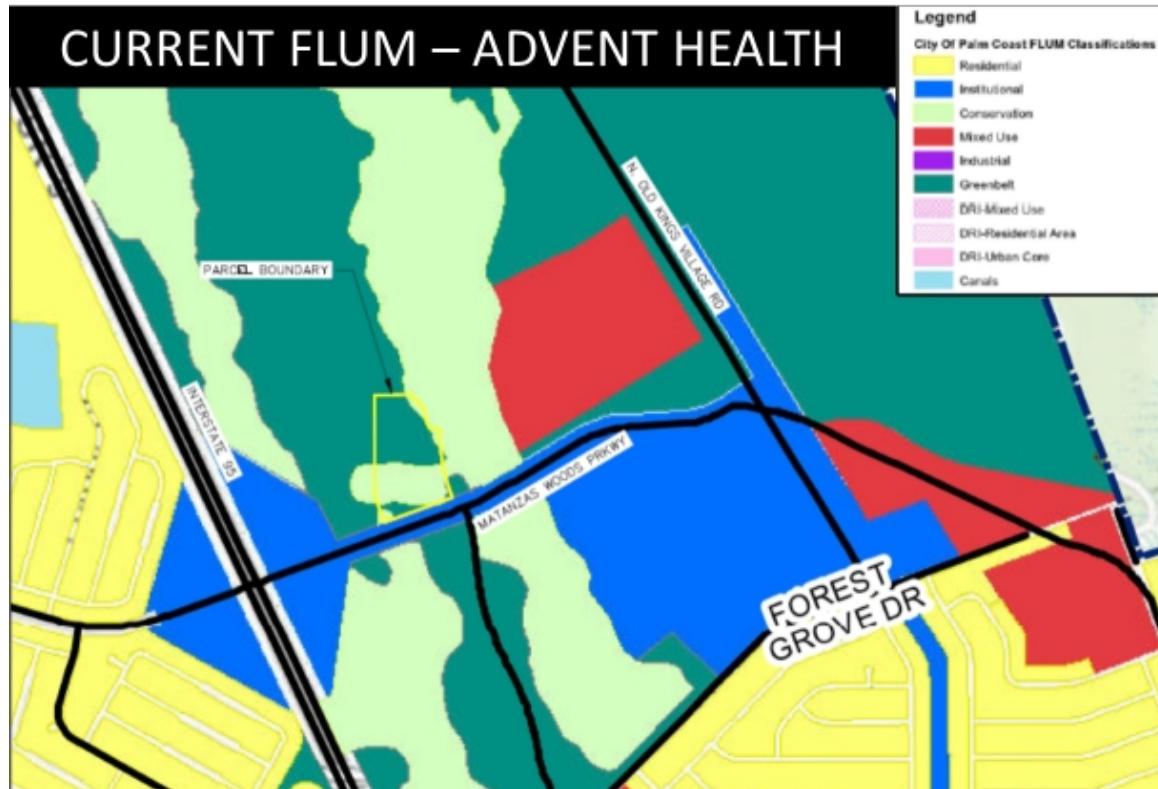 CURRENT FLUM – ADVENT HEALTH
Legend
City Of Palm Coast FLUM Classifications
Residential
Institutional
Conservation
Mixed Use
Industrial
Greenbelt
DRI-Mixed Use
DRI-Residential Area
DRI-Urban Core
Canals
N. OLD KINGS VILLAGE RD
PARCEL BOUNDARY
INTERSTATE 95
MATANZAS WOODS PRKWY
FOREST
GROVE DR